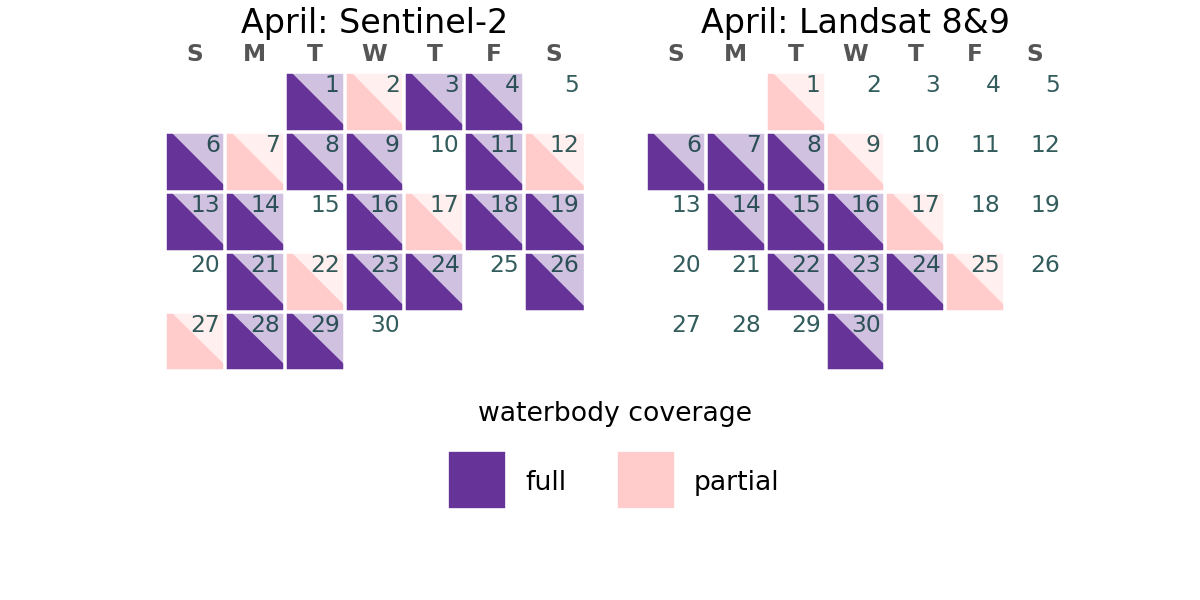 April: Sentinel-2
S M T W T F S
1 2 3 4 5
6 7 8 9 10 11 12
13 14 15 16 17 18 19
20 21 22 23 24 25 26
27 28 29 30
April: Landsat 8&9
S M T W T F S
1 2 3 4 5
6 7 8 9 10 11 12
13 14 15 16 17 18 19
20 21 22 23 24 25 26
27 28 29 30
waterbody coverage
full partial